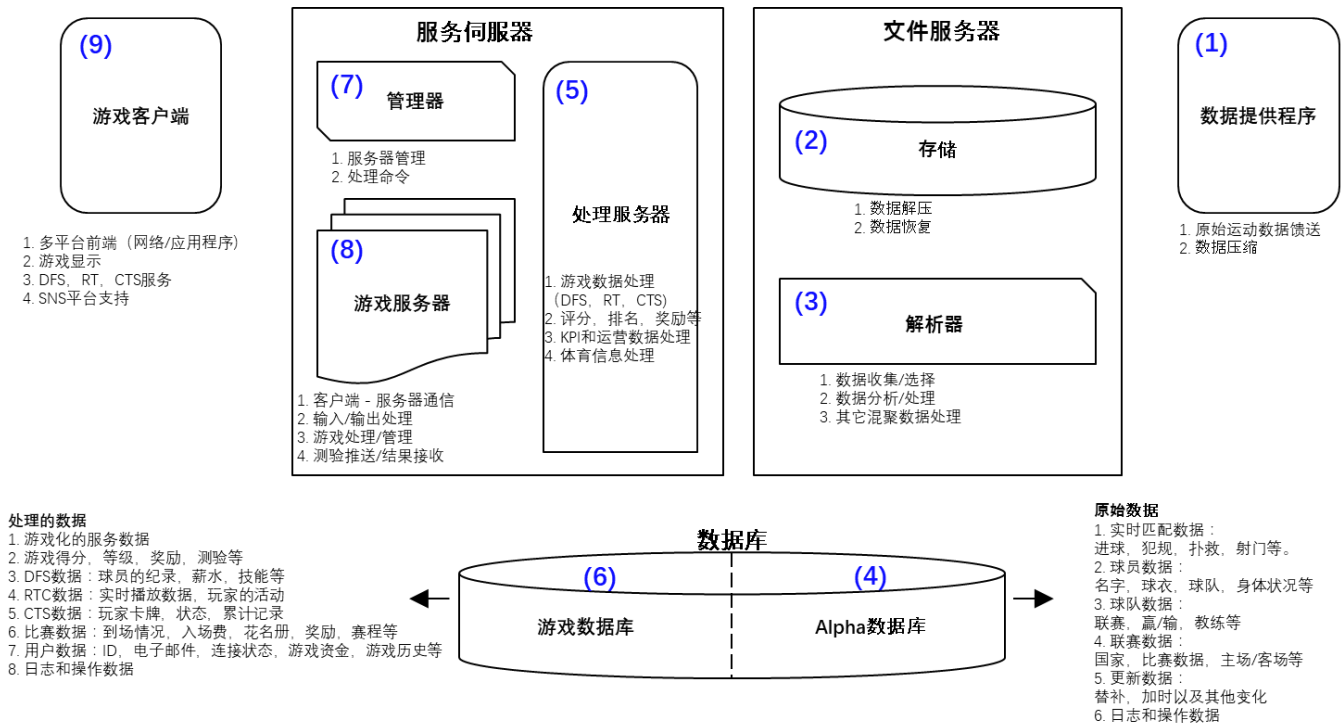 (9)
游戏客户端
1. 多平台前端（网络/应用程序）
2. 游戏显示
3. DFS，RT，CTS服务
4. SNS平台支持
服务伺服器
(7)
管理器
1. 服务器管理
2. 处理命令
(8)
游戏服务器
1. 客户端 - 服务器通信
2. 输入/输出处理
3. 游戏处理/管理
4. 测验推送/结果接收
(5)
处理服务器
1. 游戏数据处理
（DFS，RT，CTS）
2. 评分，排名，奖励等
3. KPI和运营数据处理
4. 体育信息处理
文件服务器
(2)
存储
1. 数据解压
2. 数据恢复
(3)
解析器
1. 数据收集/选择
2. 数据分析/处理
3. 其它混聚数据处理
(1)
数据提供程序
1. 原始运动数据馈送
2. 数据压缩
处理的数据
1. 游戏化的服务数据
2. 游戏得分，等级，奖励，测验等
3. DFS数据：球员的纪录，薪水，技能等
4. RTC数据：实时播放数据，玩家的活动
5. CTS数据：玩家卡牌，状态，累计记录
6. 比赛数据：到场情况，入场费，花名册，奖励，赛程等
7. 用户数据：ID，电子邮件，连接状态，游戏资金，游戏历史等
8. 日志和操作数据
数据库
(6)
游戏数据库
(4)
Alpha数据库
原始数据
1. 实时匹配数据：
进球，犯规，扑救，射门等。
2. 球员数据：
名字，球衣，球队，身体状况等
3. 球队数据：
联赛，赢/输，教练等
4. 联赛数据：
国家，比赛数据，主场/客场等
5. 更新数据：
替补，加时以及其他变化
6. 日志和操作数据